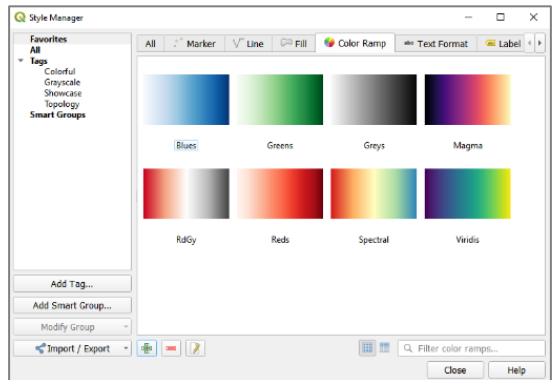 Style Manager
Favorites
All
Tags
Colorful
Grayscale
Showcase
Topology
Smart Groups
All Marker Line Fill Color Ramp abc Text Format Label
Blues Greens Greys Magma
RdGy Reds Spectral Viridis
Add Tag...
Add Smart Group...
Modify Group
Import / Export
Filter color ramps...
Close Help